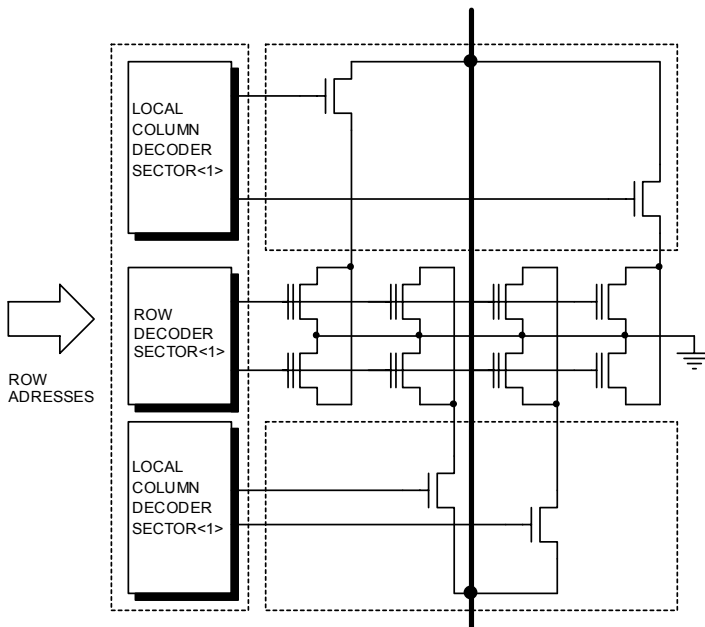 LOCAL
COLUMN
DECODER
SECTOR<1>
ROW
DECODER
SECTOR<1>
ROW
ADRESSES
LOCAL
COLUMN
DECODER
SECTOR<1>